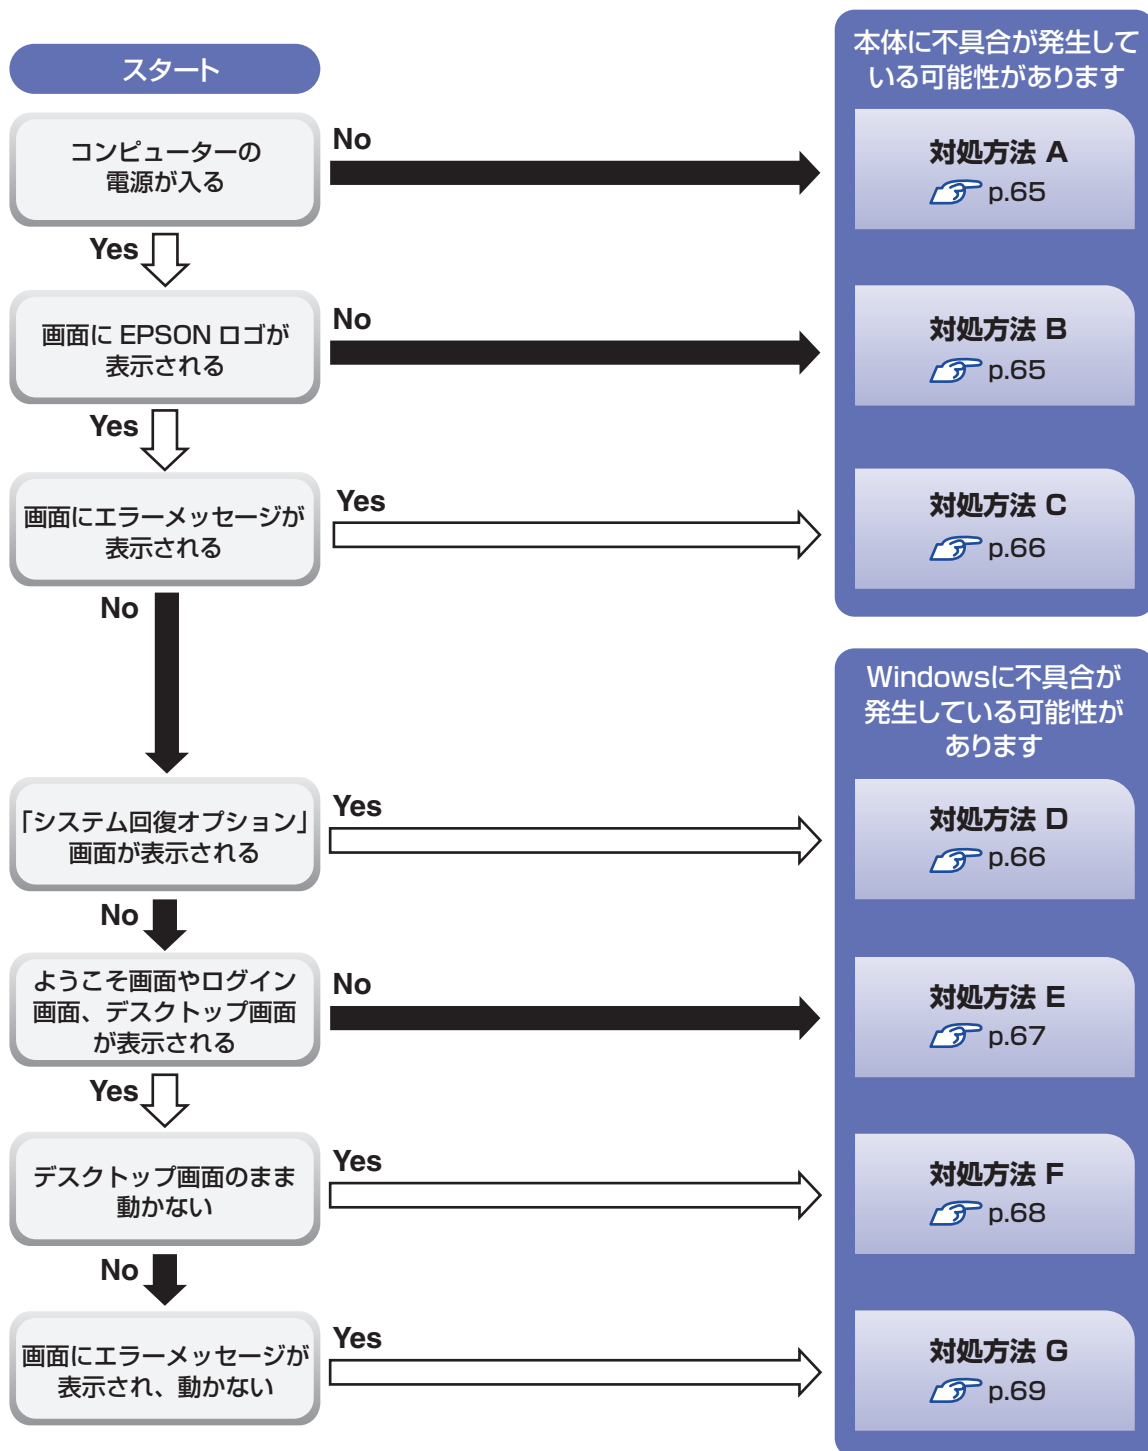 スタート
本体に不具合が発生して
いる可能性があります
コンピューターの
電源が入る
No
対処方法 A
p.65
Yes
画面に EPSON ロゴが
表示される
No
対処方法 B
p.65
Yes
画面にエラーメッセージが
表示される
Yes
対処方法 C
p.66
No
Windowsに不具合が
発生している可能性が
あります
「システム回復オプション」
画面が表示される
Yes
対処方法 D
p.66
No
ようこそ画面やログイン
画面、デスクトップ画面
が表示される
No
対処方法 E
p.67
Yes
デスクトップ画面のまま
動かない
Yes
対処方法 F
p.68
No
画面にエラーメッセージが
表示され、動かない
Yes
対処方法 G
p.69